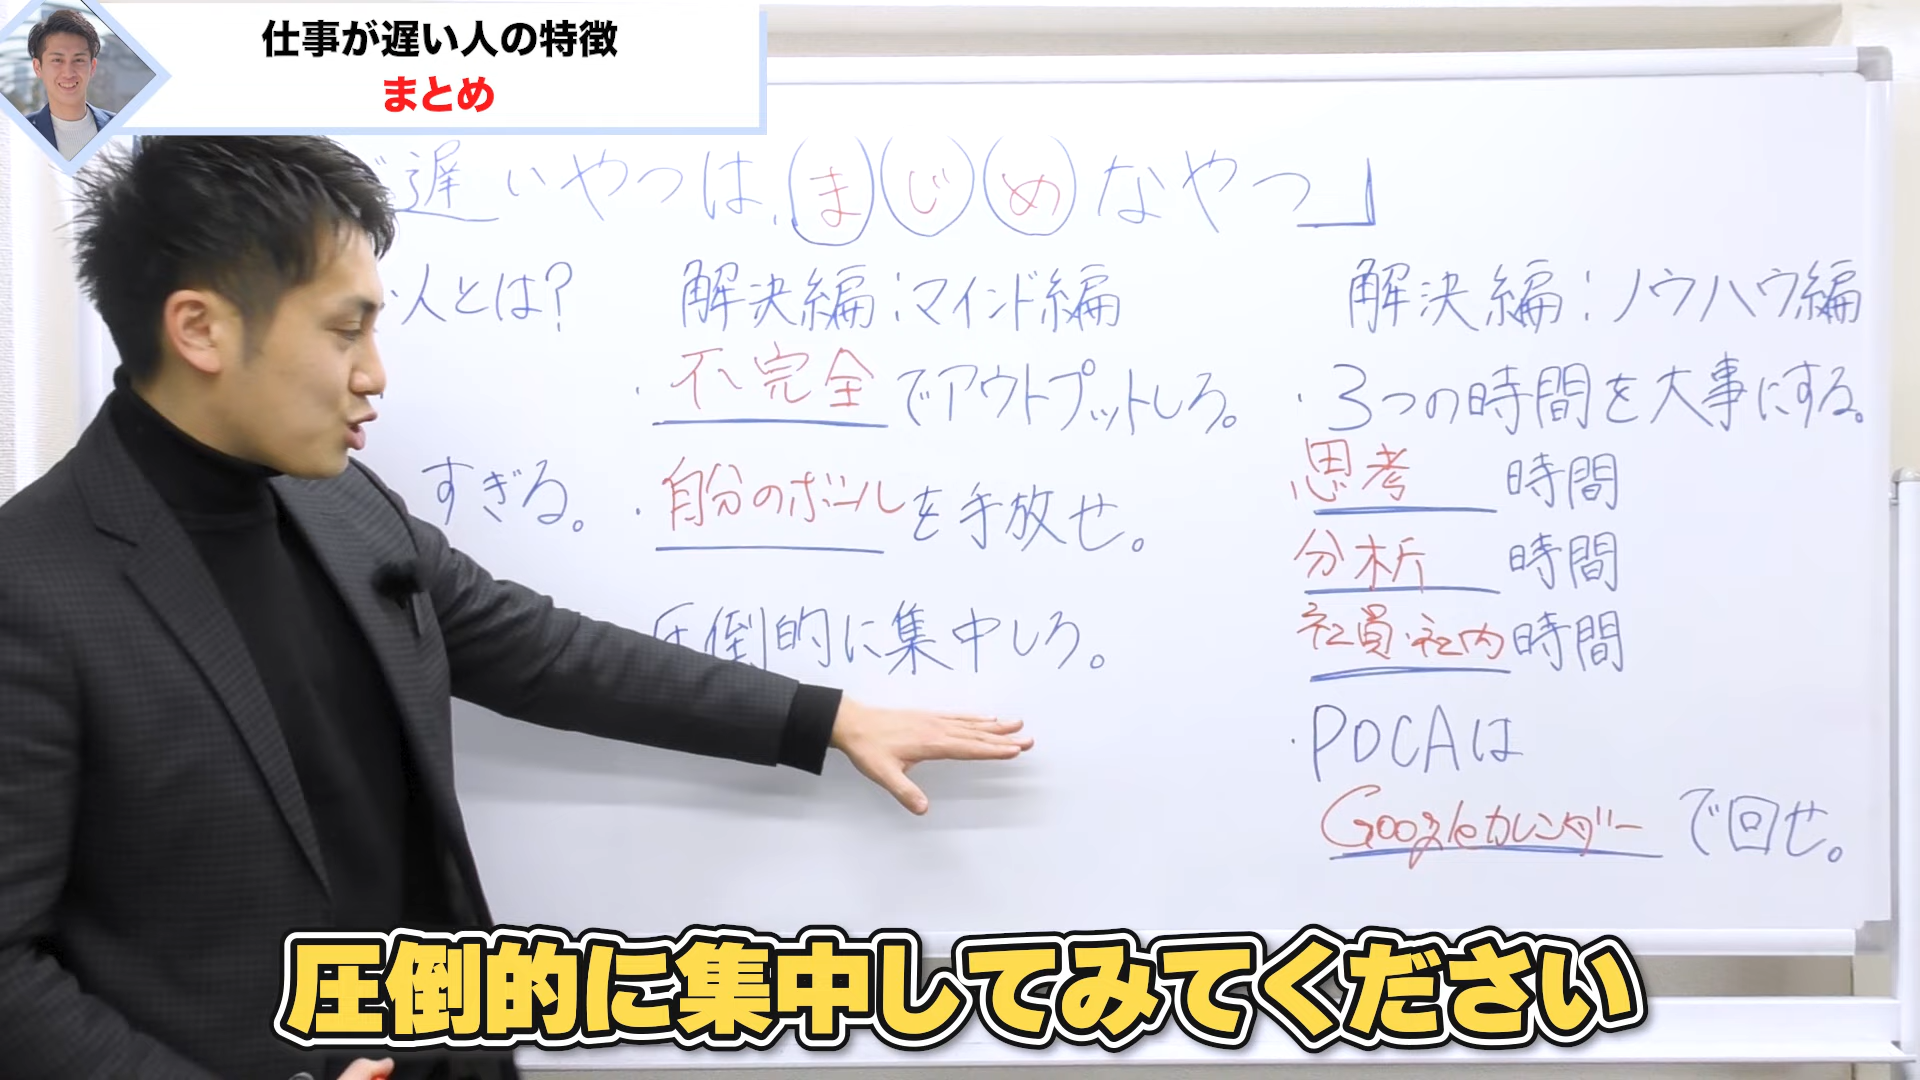 仕事が遅い人の特徴
まとめ
遅いやつは、まじめなやつ」
人とは?
すぎる。
解決編:マインド編
・不完全でアウトプットしろ。
・自分のボールを手放せ。
圧倒的に集中しろ。
解決編:ノウハウ編
・3つの時間を大事にする。
思考 時間
分析 時間
社員・社内時間
・PDCAは
Googleカレンダーで回せ。
圧倒的に集中してみてください